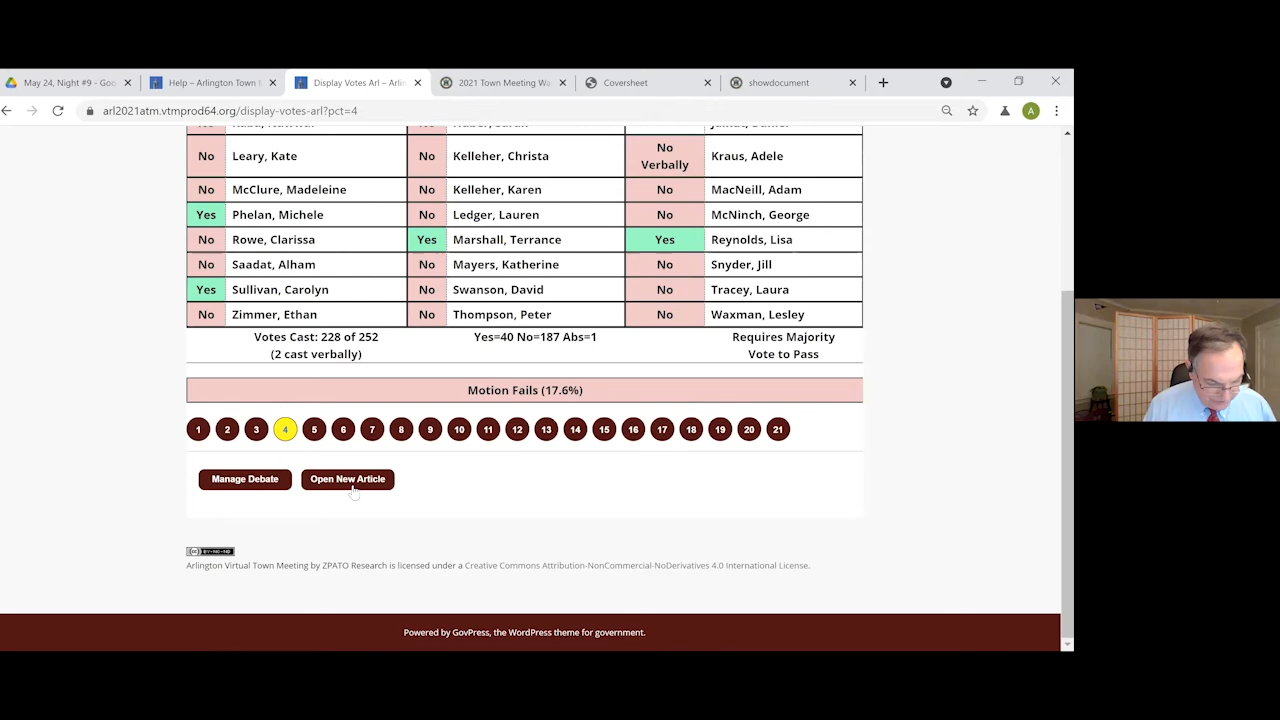 May 24, Night #9 - Goo
Help – Arlington Town
Display Votes Arl – Arlin
2021 Town Meeting Wa
Coversheet
showdocument
A
arl2021atm.vtmprod64.org/display-votes-arl?pct=4
No Leary, Kate No Kelleher, Christa No Verbally Kraus, Adele
No McClure, Madeleine No Kelleher, Karen No MacNeill, Adam
Yes Phelan, Michele No Ledger, Lauren No McNinch, George
No Rowe, Clarissa Yes Marshall, Terrance Yes Reynolds, Lisa
No Saadat, Alham No Mayers, Katherine No Snyder, Jill
Yes Sullivan, Carolyn No Swanson, David No Tracey, Laura
No Zimmer, Ethan No Thompson, Peter No Waxman, Lesley
Votes Cast: 228 of 252 Yes=40 No=187 Abs=1 Requires Majority
(2 cast verbally) Vote to Pass
Motion Fails (17.6%)
1 2 3 4 5 6 7 8 9 10 11 12 13 14 15 16 17 18 19 20 21
Manage Debate Open New Article
BY-NC-ND
Arlington Virtual Town Meeting by ZPATO Research is licensed under a Creative Commons Attribution-NonCommercial-NoDerivatives 4.0 International License.
Powered by GovPress, the WordPress theme for government.